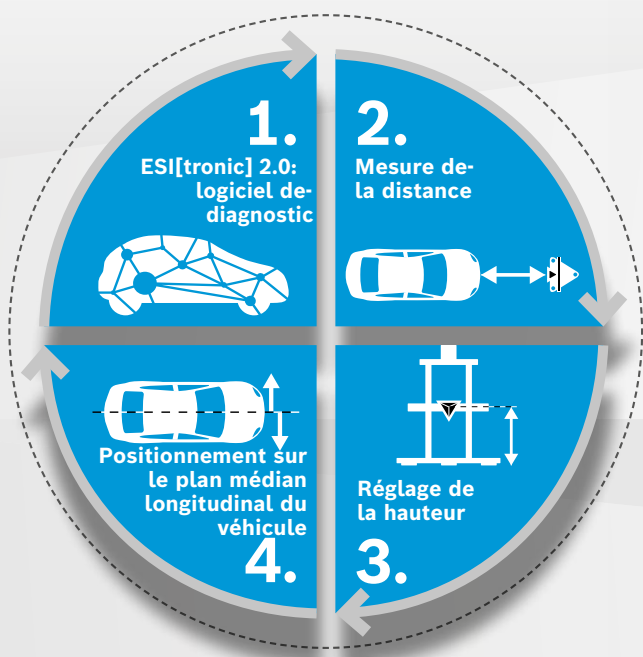 1.
ESI[tronic] 2.0:
logiciel de-
diagnostic
2.
Mesure de-
la distance
Réglage de
la hauteur
3.
Positionnement sur
le plan médian
longitudinal du
véhicule
4.